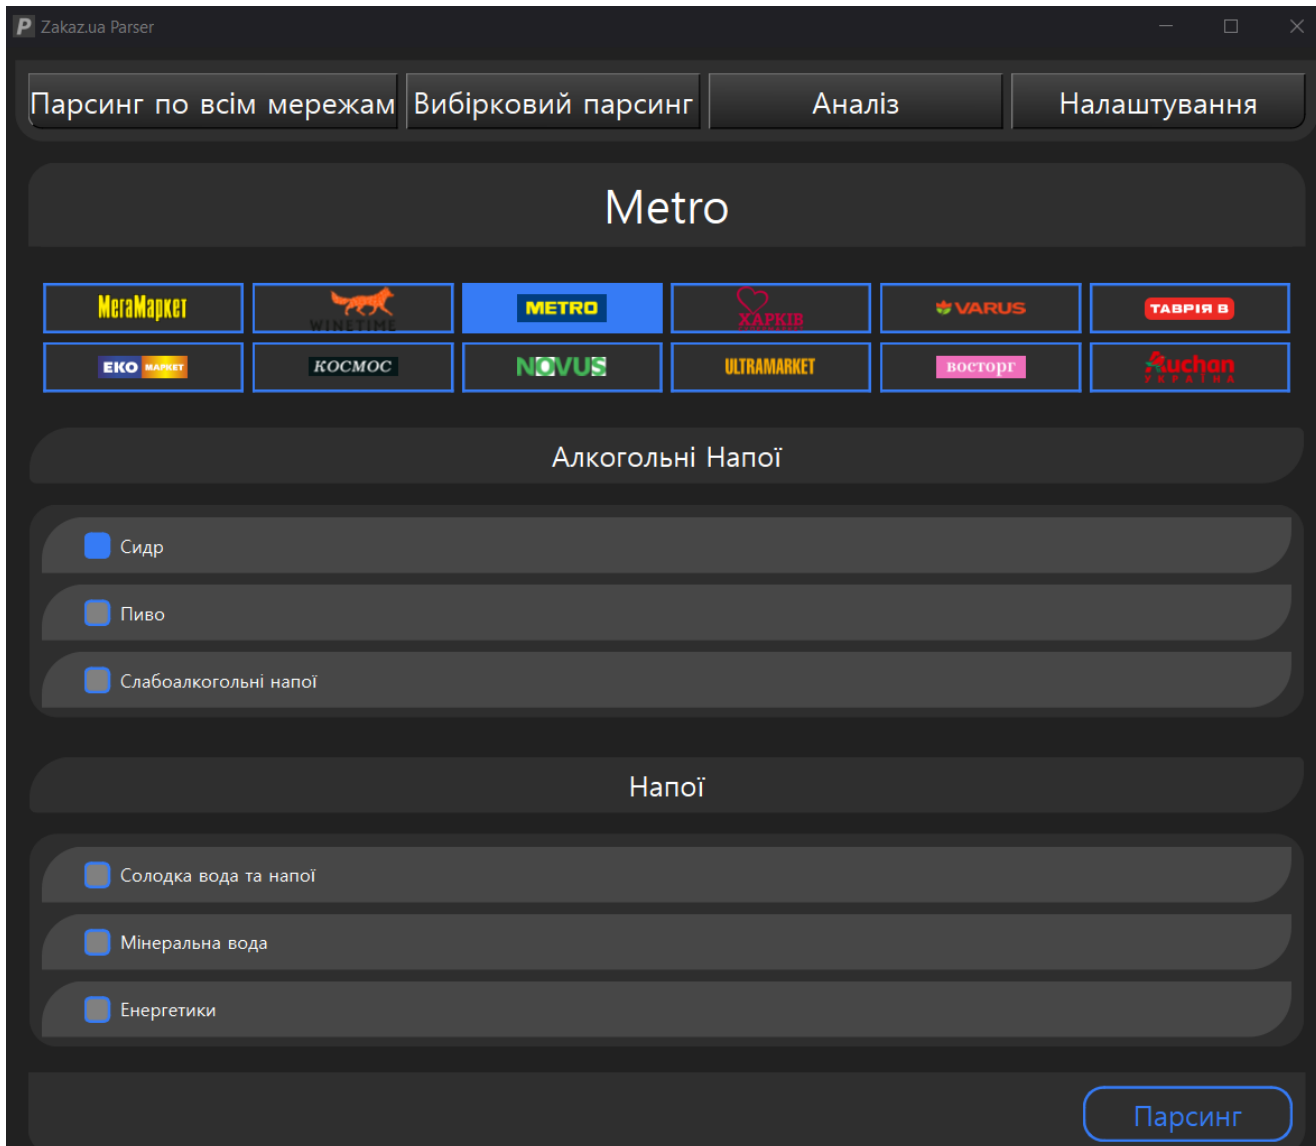 P Zakaz.ua Parser
Парсинг по всім мережам Вибірковий парсинг Аналіз Налаштування
Metro
МегаМаркет WINETIME METRO ХАРКІВ VARUS ТАВРІЯ В
ЕКО МАРКЕТ КОСМОС NOVUS ULTRAMARKET ВОСТОРГ Auchan УКРАЇНА
Алкогольні Напої
Сидр
Пиво
Слабоалкогольні напої
Напої
Солодка вода та напої
Мінеральна вода
Енергетики
Парсинг